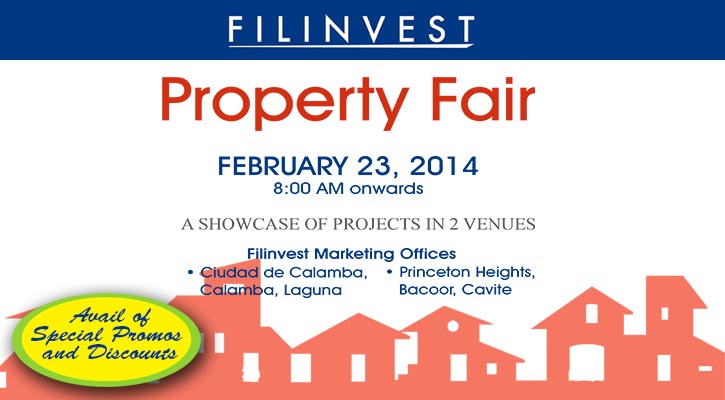 FILINVEST
Property Fair
FEBRUARY 23, 2014
8:00 AM onwards
A SHOWCASE OF PROJECTS IN 2 VENUES
Filinvest Marketing Offices
• Ciudad de Calamba,
Calamba, Laguna
• Princeton Heights,
Bacoor, Cavite
Avail of
Special Promos
and Discounts